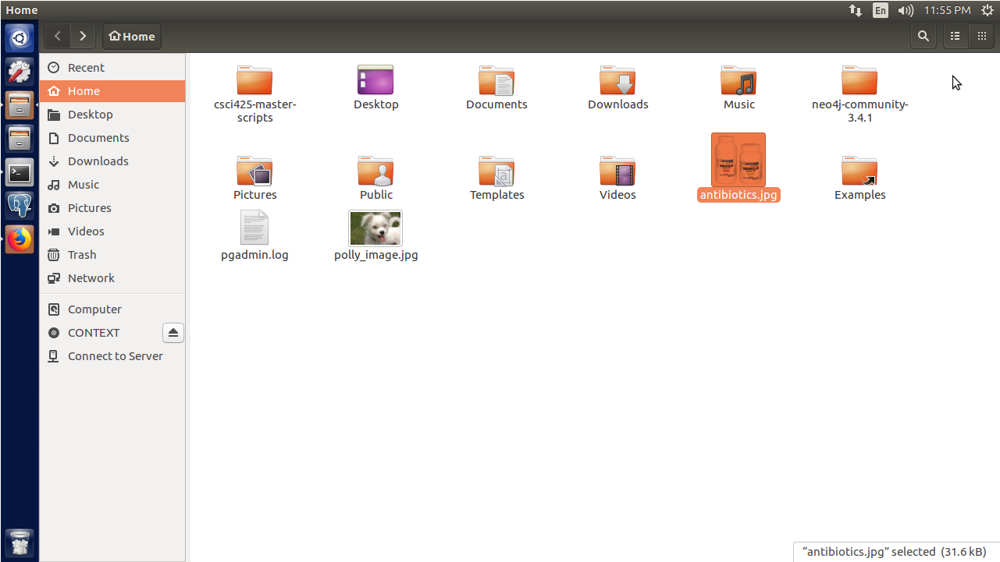 Home
En
11:55 PM
Home
Recent
Home
Desktop
Documents
Downloads
Music
Pictures
Videos
Trash
Network
Computer
CONTEXT
Connect to Server
csci425-master-
scripts
Desktop
Documents
Downloads
Music
neo4j-community-
3.4.1
Pictures
Public
Templates
Videos
antibiotics.jpg
Examples
pgadmin.log
polly_image.jpg
“antibiotics.jpg” selected (31.6 kB)